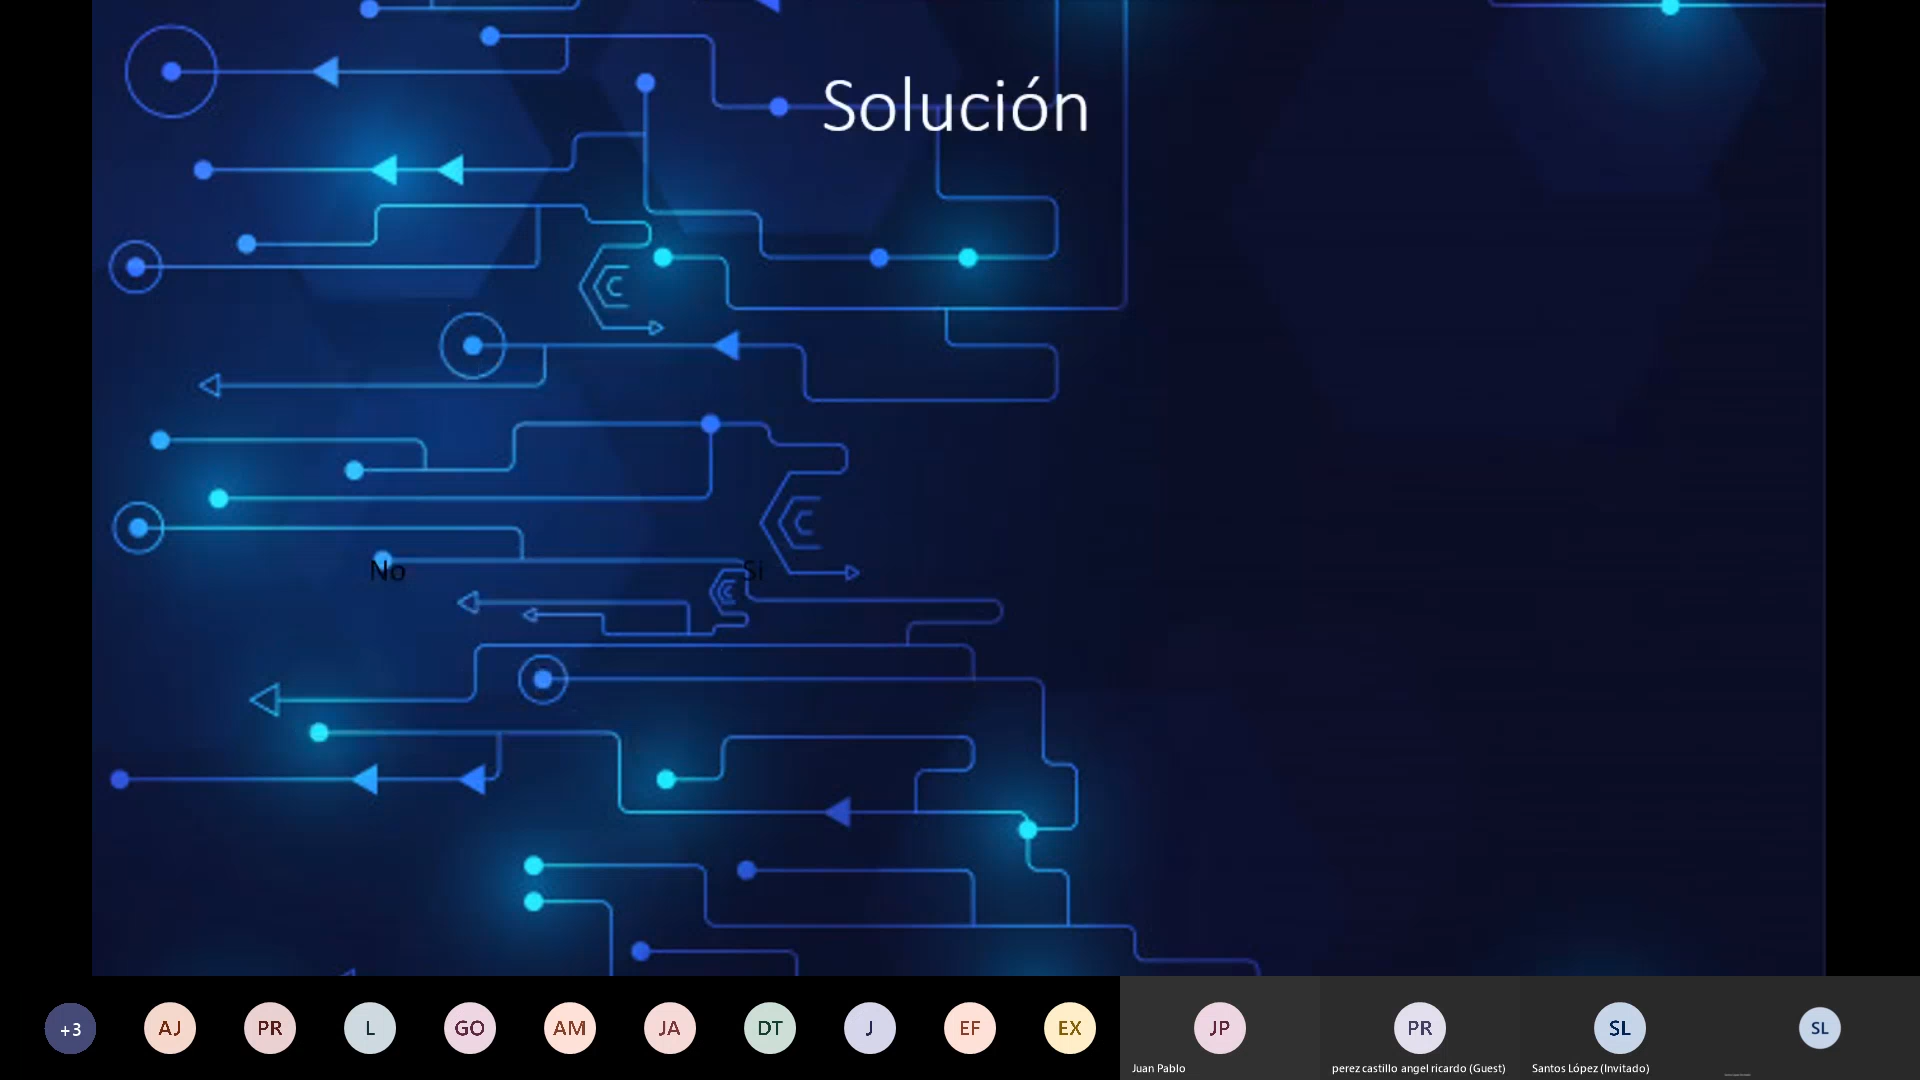 Solución
No
Si
+3
AJ
PR
L
GO
AM
JA
DT
J
EF
EX
JP
PR
SL
SL
Juan Pablo
perez castillo angel ricardo (Guest)
Santos López (Invitado)